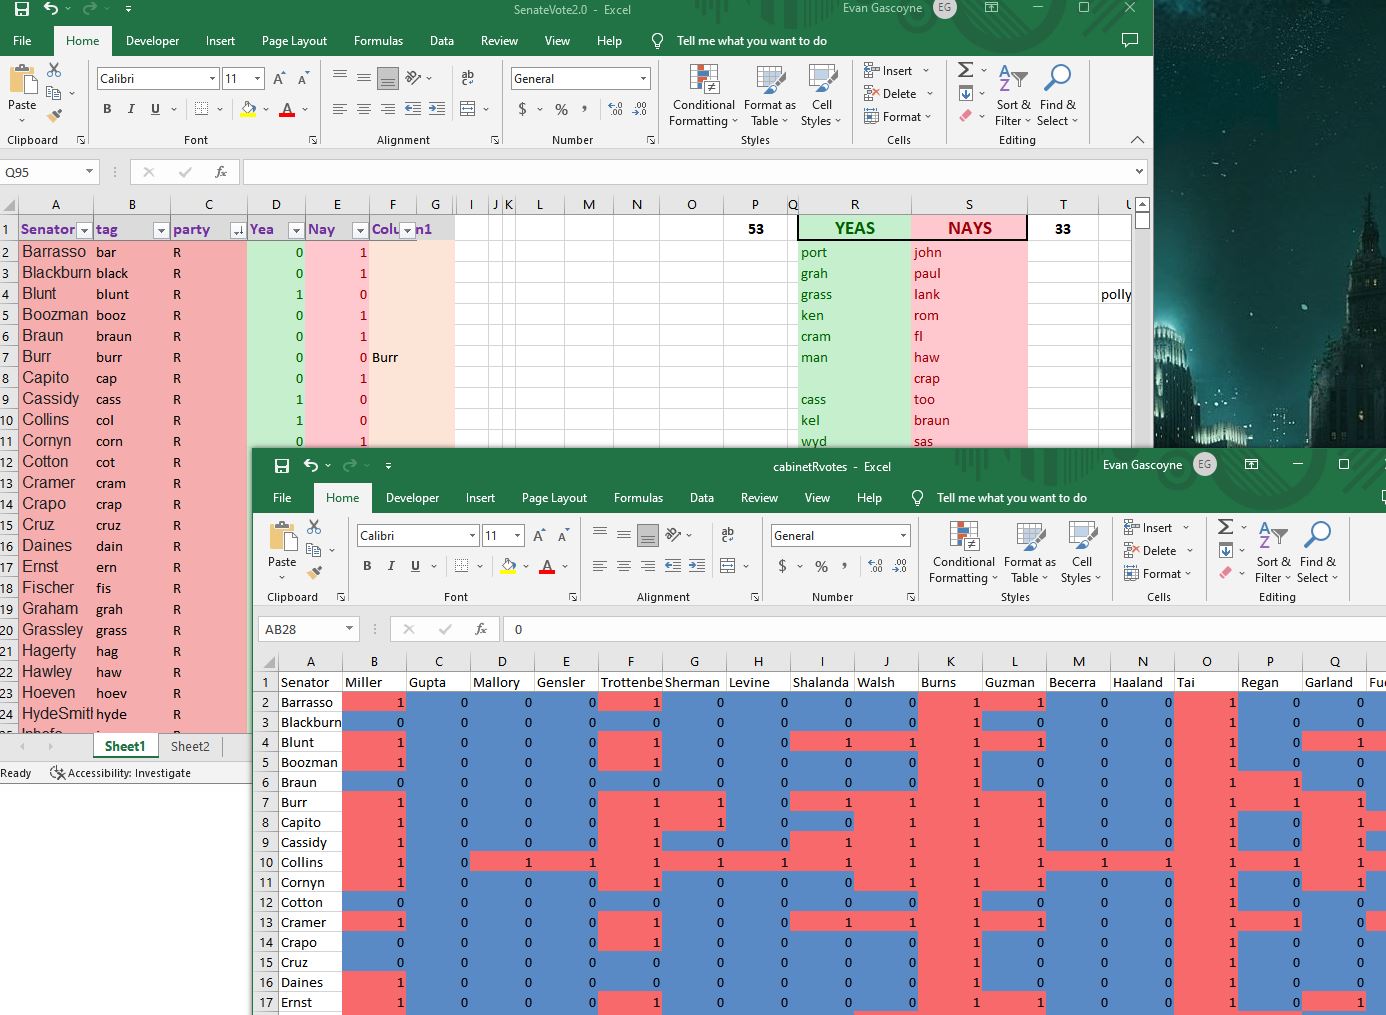 SenateVote2.0 - Excel Evan Gascoyne EG
File Home Developer Insert Page Layout Formulas Data Review View Help Tell me what you want to do
Calibri 11 ab General Insert
Paste B I U A $ % , Conditional Formatting Format as Table Cell Styles Delete Sort & Filter Find & Select
Format
Clipboard Font Alignment Number Styles Cells Editing
Q95 fx
A B C D E F G I J K L M N O P Q R S T U
1 Senator tag party Yea Nay Colu n1 53 YEAS NAYS 33
2 Barrasso bar R 0 1 port john
3 Blackburn black R 0 1 grah paul
4 Blunt blunt R 1 0 grass lank polly
5 Boozman booz R 0 1 ken rom
6 Braun braun R 0 1 cram fl
7 Burr burr R 0 0 Burr man haw
8 Capito cap R 0 1 crap
9 Cassidy cass R 1 0 cass too
10 Collins col R 1 0 kel braun
11 Cornyn corn R 0 1 wyd sas
12 Cotton cot R
13 Cramer cram R
14 Crapo crap R
15 Cruz cruz R
16 Daines dain R
17 Ernst ern R
18 Fischer fis R
19 Graham grah R
20 Grassley grass R
21 Hagerty hag R
22 Hawley haw R
23 Hoeven hoev R
24 HydeSmith hyde R
Sheet1 Sheet2
Ready Accessibility: Investigate
cabinetRvotes - Excel Evan Gascoyne EG
File Home Developer Insert Page Layout Formulas Data Review View Help Tell me what you want to do
Calibri 11 ab General Insert
Paste B I U A $ % , Conditional Formatting Format as Table Cell Styles Delete Sort & Filter Find & Select
Format
Clipboard Font Alignment Number Styles Cells Editing
AB28 fx 0
A B C D E F G H I J K L M N O P Q
1 Senator Miller Gupta Mallory Gensler Trottenbe Sherman Levine Shalanda Walsh Burns Guzman Becerra Haaland Tai Regan Garland Fu
2 Barrasso 1 0 0 0 1 0 0 0 0 1 1 0 0 1 0 0
3 Blackburn 0 0 0 0 0 0 0 0 0 1 0 0 0 1 0 0
4 Blunt 1 0 0 0 1 0 0 1 1 1 1 0 0 1 0 1
5 Boozman 1 0 0 0 1 0 0 0 0 1 0 0 0 1 0 0
6 Braun 0 0 0 0 0 0 0 0 0 1 0 0 0 1 1 0
7 Burr 1 0 0 0 1 1 0 1 1 1 1 0 0 1 1 1
8 Capito 1 0 0 0 1 1 0 0 1 1 1 0 0 1 0 1
9 Cassidy 1 0 0 0 1 0 0 1 1 1 1 0 0 1 0 1
10 Collins 1 0 1 1 1 1 1 1 1 1 1 1 1 1 1 1
11 Cornyn 1 0 0 0 1 0 0 0 1 1 1 0 0 1 0 1
12 Cotton 0 0 0 0 0 0 0 0 0 1 0 0 0 1 0 0
13 Cramer 1 0 0 0 1 0 0 1 1 1 1 0 0 1 1 0
14 Crapo 0 0 0 0 1 0 0 0 0 1 0 0 0 1 0 0
15 Cruz 0 0 0 0 0 0 0 0 0 1 0 0 0 1 0 0
16 Daines 1 0 0 0 0 0 0 0 0 1 0 0 0 1 0 0
17 Ernst 1 0 0 0 1 0 0 0 0 1 1 0 0 1 0 1